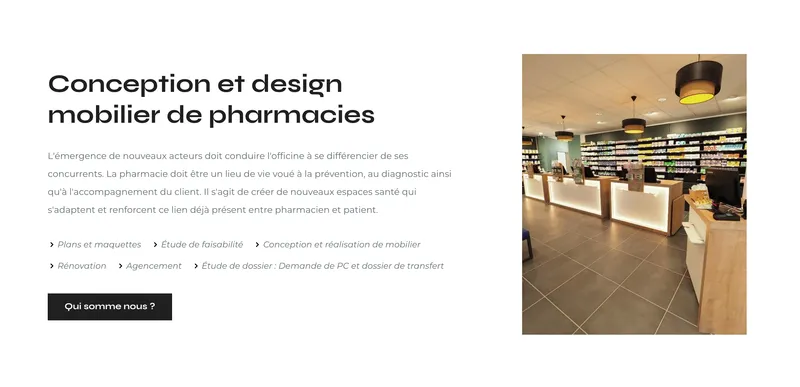 Conception et design
mobilier de pharmacies
L'émergence de nouveaux acteurs doit conduire l'officine à se différencier de ses
concurrents. La pharmacie doit être un lieu de vie voué à la prévention, au diagnostic ainsi
qu'à l'accompagnement du client. Il s'agit de créer de nouveaux espaces santé qui
s'adaptent et renforcent ce lien déjà présent entre pharmacien et patient.
Plans et maquettes Étude de faisabilité Conception et réalisation de mobilier
Rénovation Agencement Étude de dossier : Demande de PC et dossier de transfert
Qui somme nous ?